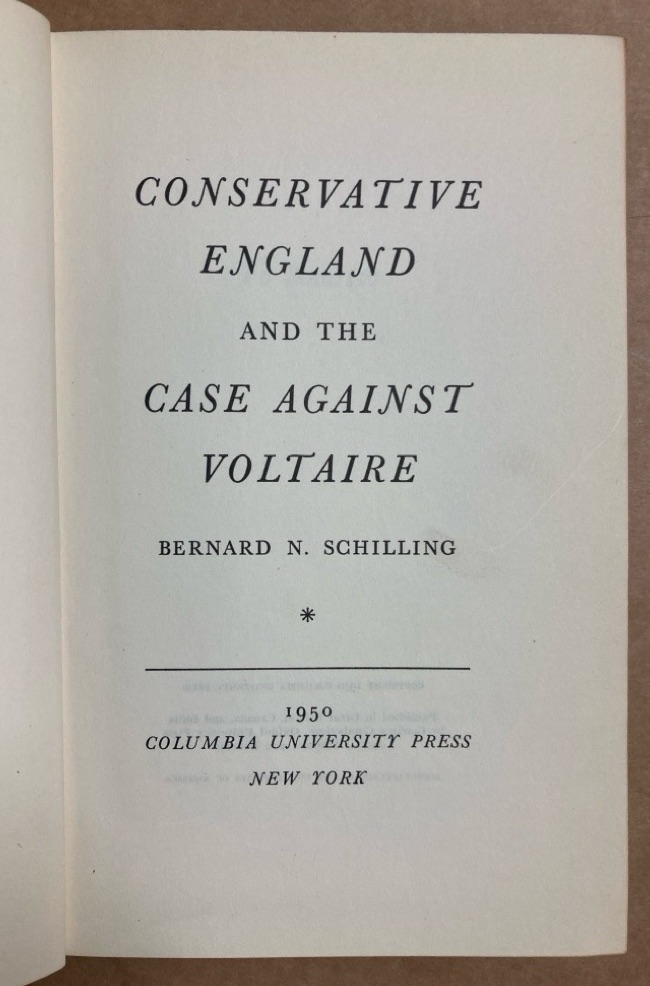 CONSERVATIVE
ENGLAND
AND THE
CASE AGAINST
VOLTAIRE
BERNARD N. SCHILLING
*
1950
COLUMBIA UNIVERSITY PRESS
NEW YORK